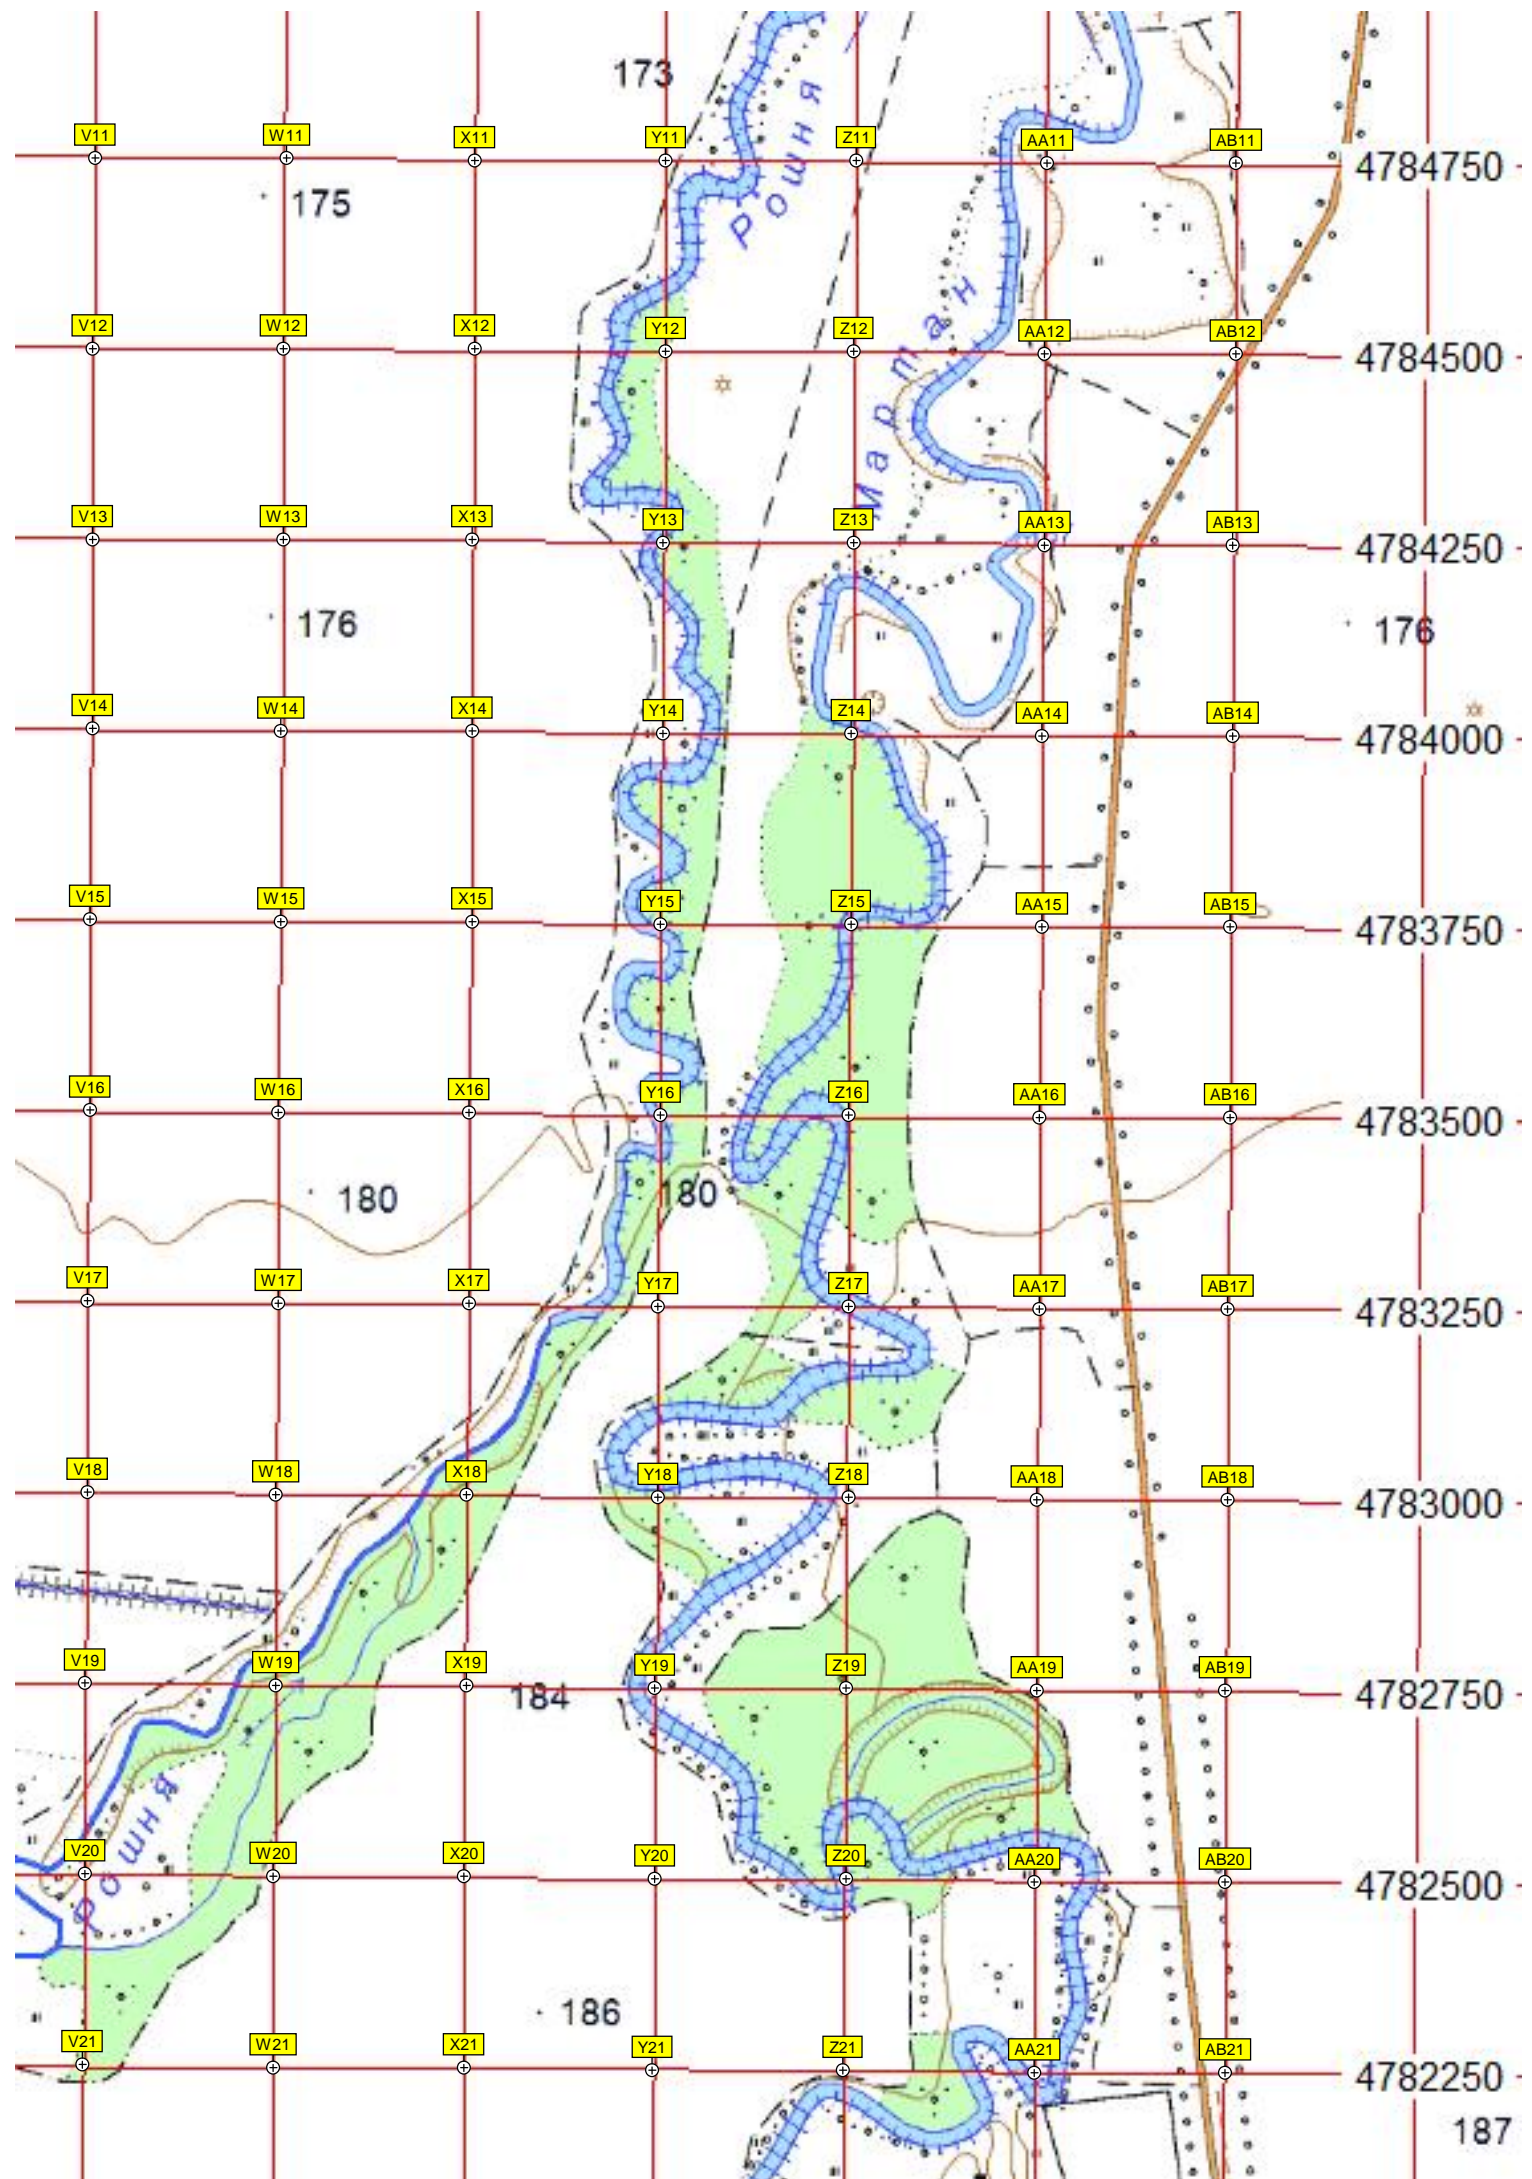 173
Рошня
V11 W11 X11 Y11 Z11 AA11 AB11
4784750
175
Мартан
V12 W12 X12 Y12 Z12 AA12 AB12
4784500
V13 W13 X13 Y13 Z13 AA13 AB13
4784250
176
176
V14 W14 X14 Y14 Z14 AA14 AB14
4784000
V15 W15 X15 Y15 Z15 AA15 AB15
4783750
V16 W16 X16 Y16 Z16 AA16 AB16
4783500
180
180
V17 W17 X17 Y17 Z17 AA17 AB17
4783250
V18 W18 X18 Y18 Z18 AA18 AB18
4783000
V19 W19 X19 Y19 Z19 AA19 AB19
4782750
184
Рошня
V20 W20 X20 Y20 Z20 AA20 AB20
4782500
186
V21 W21 X21 Y21 Z21 AA21 AB21
4782250
187